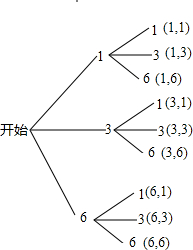 1 (1,1)
1 3 (1,3)
6 (1,6)
1 (3,1)
开始 3 3 (3,3)
6 (3,6)
1 (6,1)
6 3 (6,3)
6 (6,6)